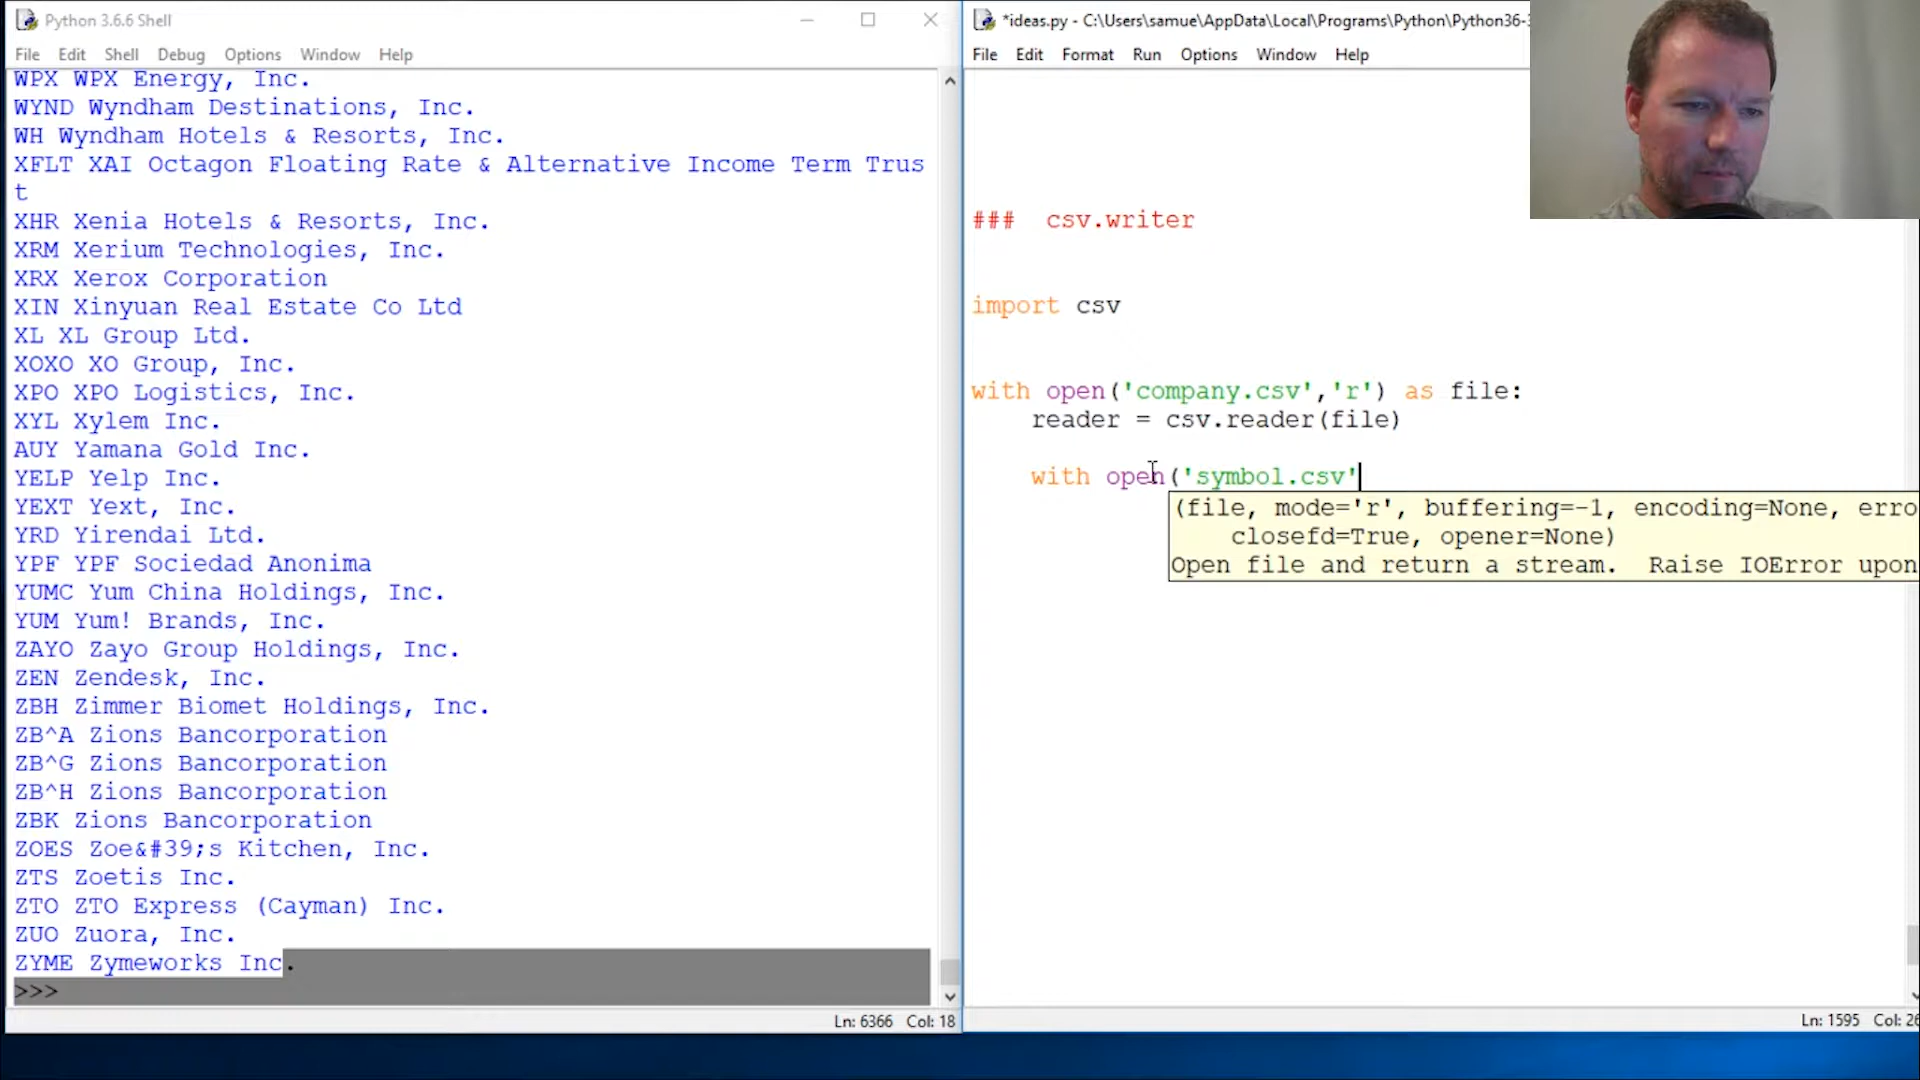 Python 3.6.6 Shell
File Edit Shell Debug Options Window Help
WPX WPX Energy, Inc.
WYND Wyndham Destinations, Inc.
WH Wyndham Hotels & Resorts, Inc.
XFLT XAI Octagon Floating Rate & Alternative Income Term Trus
t
XHR Xenia Hotels & Resorts, Inc.
XRM Xerium Technologies, Inc.
XRX Xerox Corporation
XIN Xinyuan Real Estate Co Ltd
XL XL Group Ltd.
XOXO XO Group, Inc.
XPO XPO Logistics, Inc.
XYL Xylem Inc.
AUY Yamana Gold Inc.
YELP Yelp Inc.
YEXT Yext, Inc.
YRD Yirendai Ltd.
YPF YPF Sociedad Anonima
YUMC Yum China Holdings, Inc.
YUM Yum! Brands, Inc.
ZAYO Zayo Group Holdings, Inc.
ZEN Zendesk, Inc.
ZBH Zimmer Biomet Holdings, Inc.
ZB^A Zions Bancorporation
ZB^G Zions Bancorporation
ZB^H Zions Bancorporation
ZBK Zions Bancorporation
ZOES Zoe&#39;s Kitchen, Inc.
ZTS Zoetis Inc.
ZTO ZTO Express (Cayman) Inc.
ZUO Zuora, Inc.
ZYME Zymeworks Inc.
>>>
Ln: 6366 Col: 18
*ideas.py - C:\Users\samue\AppData\Local\Programs\Python\Python36-3
File Edit Format Run Options Window Help
### csv.writer
import csv
with open('company.csv','r') as file:
reader = csv.reader(file)
with open('symbol.csv'
(file, mode='r', buffering=-1, encoding=None, erro
closefd=True, opener=None)
Open file and return a stream. Raise IOError upon
Ln: 1595 Col: 26